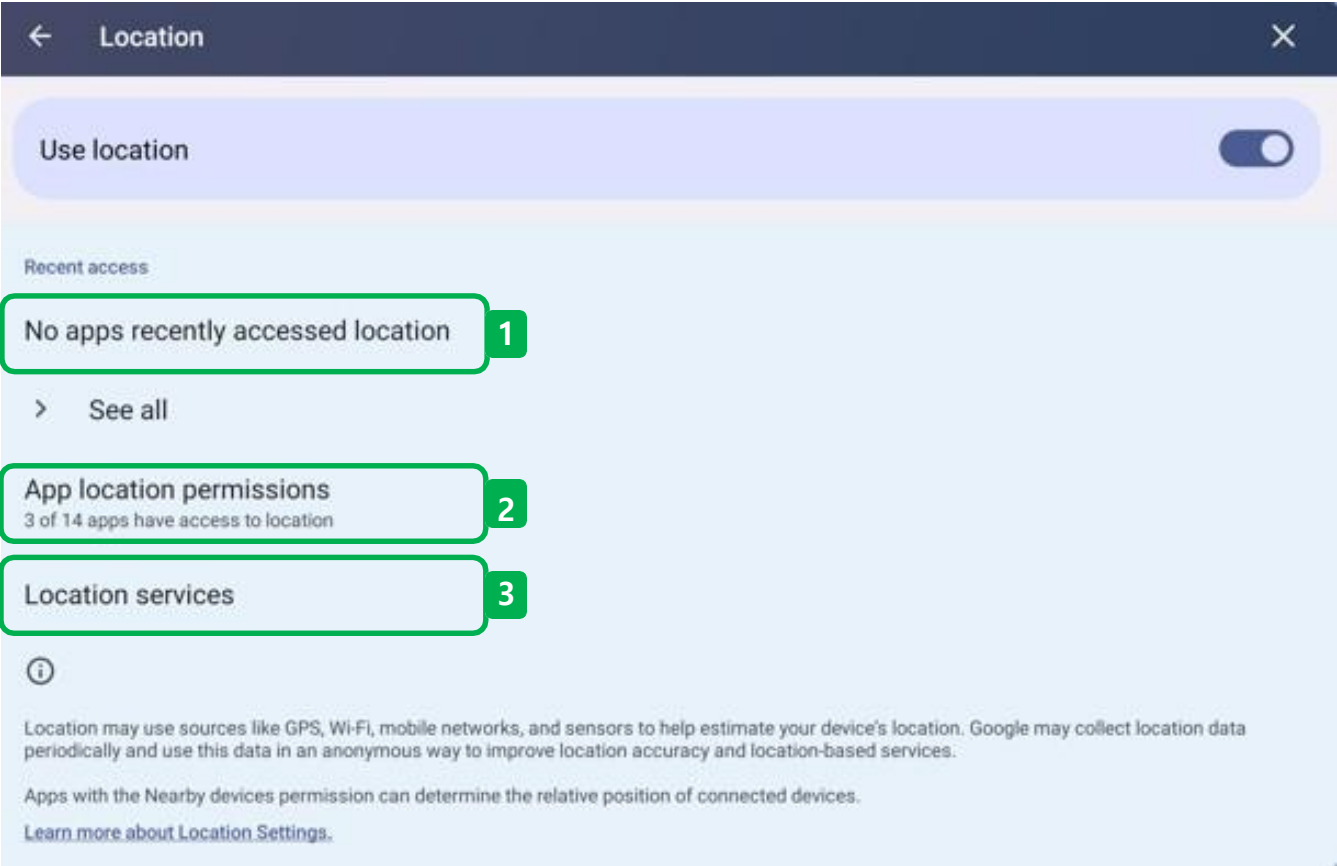 Location
Use location
Recent access
No apps recently accessed location
1
See all
App location permissions
3 of 14 apps have access to location
2
Location services
3
Location may use sources like GPS, Wi-Fi, mobile networks, and sensors to help estimate your device's location. Google may collect location data
periodically and use this data in an anonymous way to improve location accuracy and location-based services.
Apps with the Nearby devices permission can determine the relative position of connected devices.
Learn more about Location Settings.